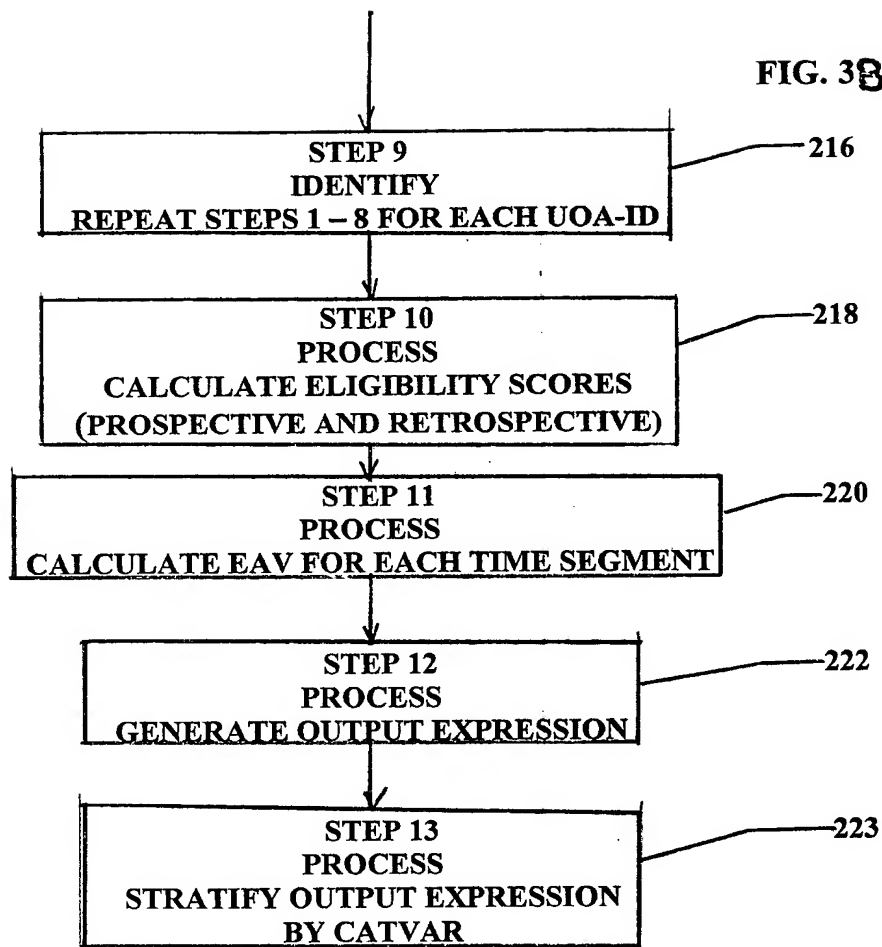 FIG. 3B
STEP 9
IDENTIFY
REPEAT STEPS 1 – 8 FOR EACH UOA-ID
216
STEP 10
PROCESS
CALCULATE ELIGIBILITY SCORES
(PROSPECTIVE AND RETROSPECTIVE)
218
STEP 11
PROCESS
CALCULATE EAV FOR EACH TIME SEGMENT
220
STEP 12
PROCESS
GENERATE OUTPUT EXPRESSION
222
STEP 13
PROCESS
STRATIFY OUTPUT EXPRESSION
BY CATVAR
223